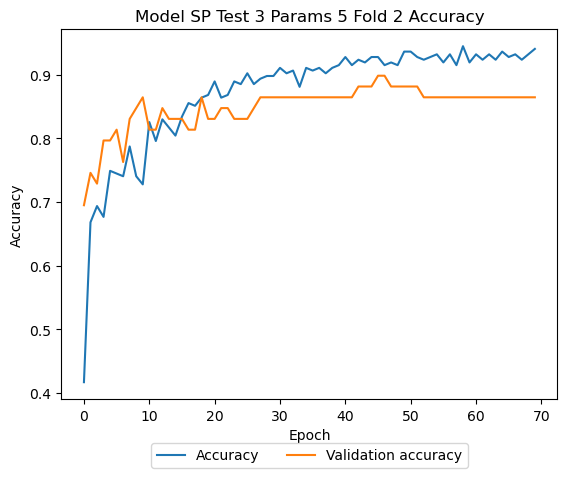 Model SP Test 3 Params 5 Fold 2 Accuracy
0.9
0.8
0.7
0.6
0.5
0.4
Accuracy
0 10 20 30 40 50 60 70
Epoch
Accuracy Validation accuracy